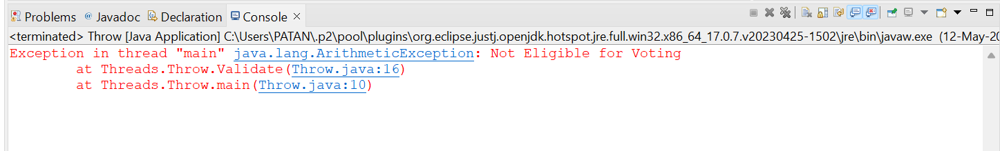 Problems @ Javadoc Declaration Console ×
<terminated> Throw [Java Application] C:\Users\PATAN\.p2\pool\plugins\org.eclipse.justj.openjdk.hotspot.jre.full.win32.x86_64_17.0.7.v20230425-1502\jre\bin\javaw.exe (12-May-20
Exception in thread "main" java.lang.ArithmeticException: Not Eligible for Voting
at Threads.Throw.Validate(Throw.java:16)
at Threads.Throw.main(Throw.java:10)